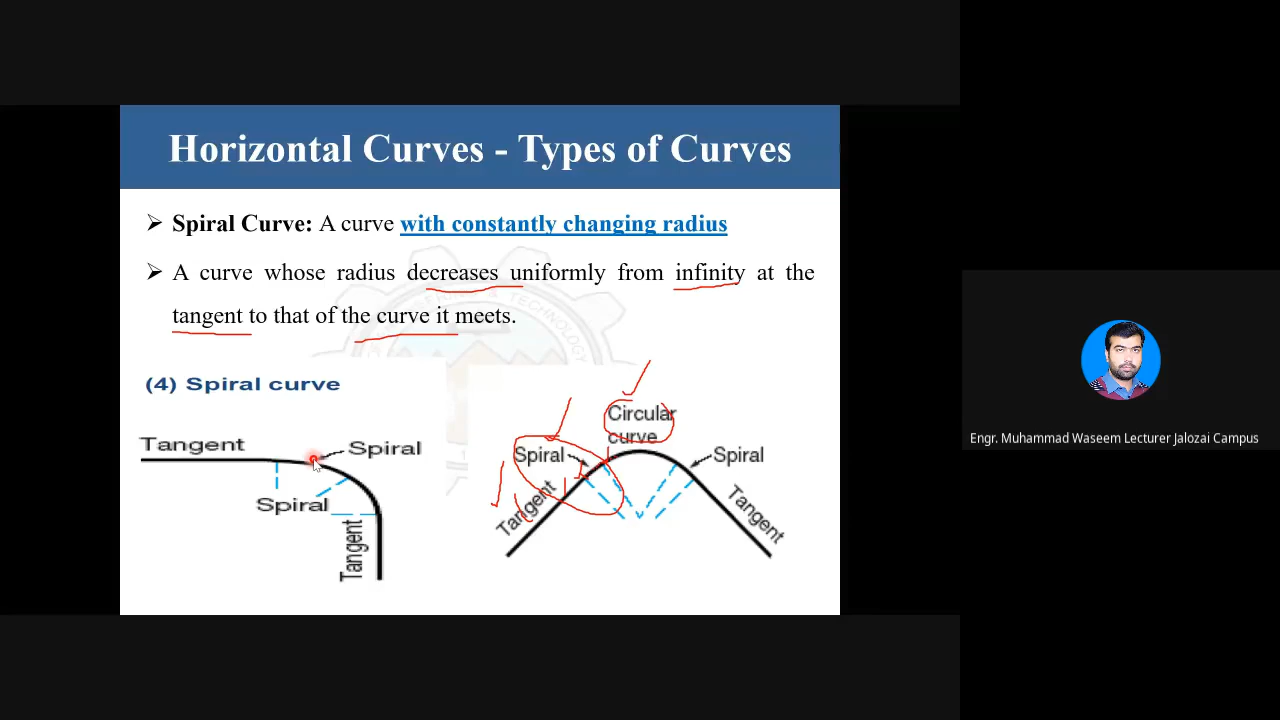 Horizontal Curves - Types of Curves
➢ Spiral Curve: A curve with constantly changing radius
➢ A curve whose radius decreases uniformly from infinity at the
tangent to that of the curve it meets.
(4) Spiral curve
Tangent
Spiral
Spiral
Tangent
Circular
curve
Spiral
Spiral
Tangent
Tangent
TECHNOLOGY
Engr. Muhammad Waseem Lecturer Jalozai Campus